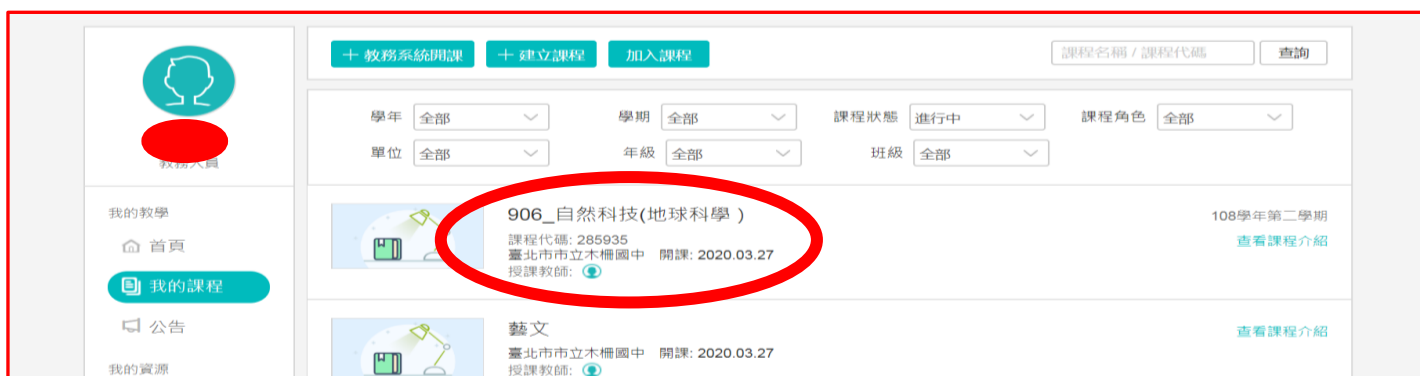 ＋ 教務系統開課 ＋ 建立課程 加入課程 課程名稱 / 課程代碼 查詢
學年 全部 學期 全部 課程狀態 進行中 課程角色 全部
單位 全部 年級 全部 班級 全部
教務人員
我的教學
首頁
我的課程
公告
我的資源
906_自然科技(地球科學 )
課程代碼: 285935
臺北市市立木柵國中 開課: 2020.03.27
授課教師:
108學年第二學期
查看課程介紹
藝文
臺北市市立木柵國中 開課: 2020.03.27
授課教師:
查看課程介紹